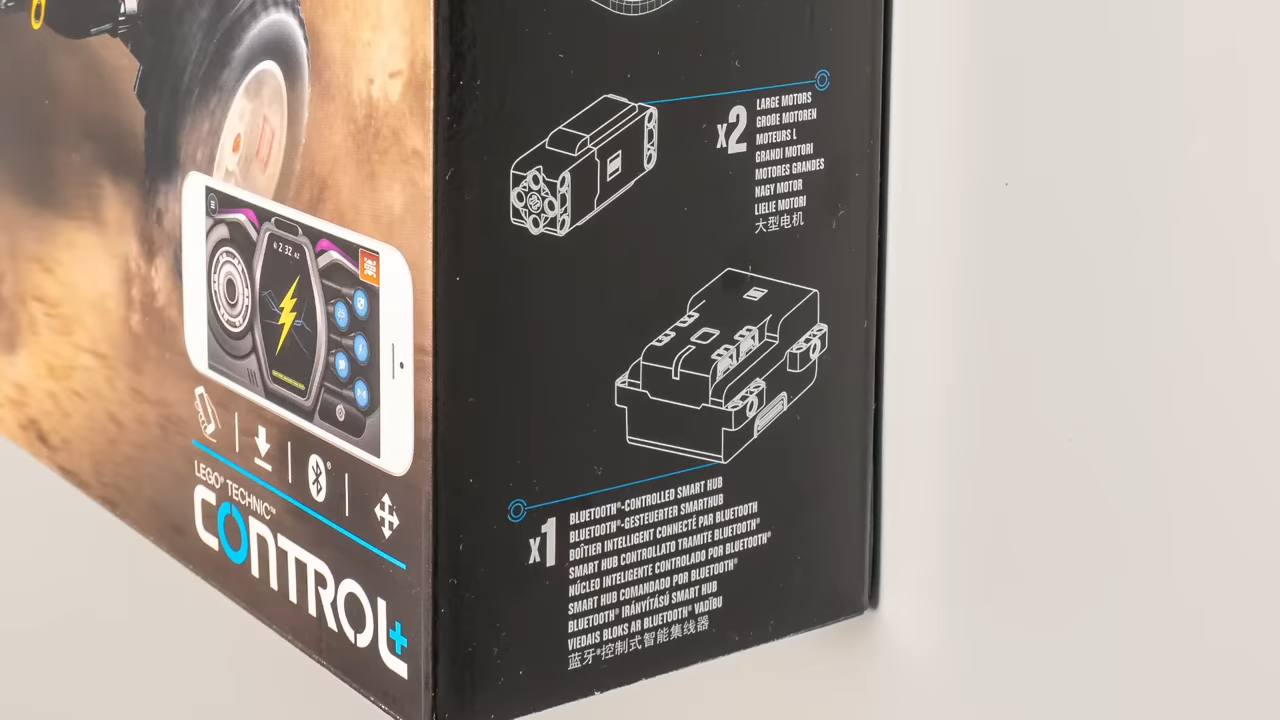 LEGO® TECHNIC™
CONTROL+
x2
LARGE MOTORS
GROßE MOTOREN
MOTEURS L
GRANDI MOTORI
MOTORES GRANDES
NAGY MOTOR
LIELIE MOTORI
大型电机
x1
BLUETOOTH®-CONTROLLED SMART HUB
BLUETOOTH®-GESTEUERTER SMARTHUB
BOÎTIER INTELLIGENT CONNECTÉ PAR BLUETOOTH
SMART HUB CONTROLLATO TRAMITE BLUETOOTH®
NÚCLEO INTELIGENTE CONTROLADO POR BLUETOOTH®
SMART HUB COMANDADO POR BLUETOOTH®
BLUETOOTH® IRÁNYÍTÁSÚ SMART HUB
VIEDAIS BLOKS AR BLUETOOTH® VADĪBU
蓝牙®控制式智能集线器